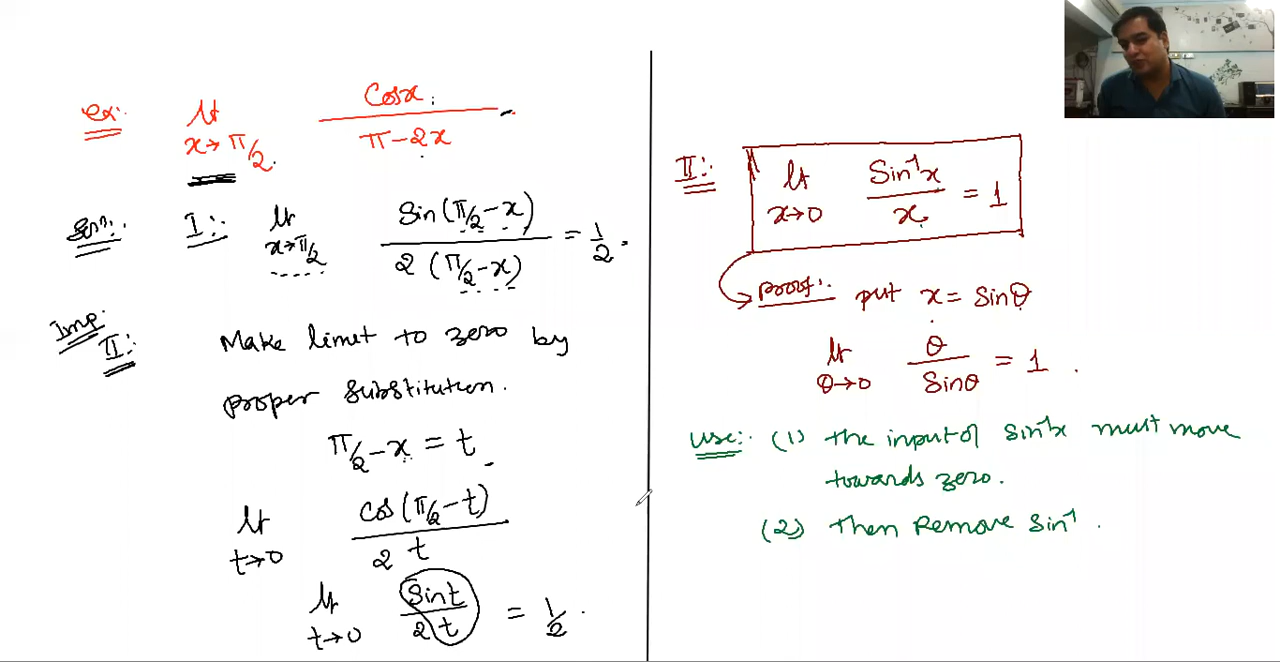 Ex:- lt x→π/2 Cosx / π-2x
Soln:- I:- lt x→π/2 Sin(π/2-x) / 2(π/2-x) = 1/2.
Imp. II:- Make limit to zero by
proper substitution.
π/2-x = t
lt t→0 cos(π/2-t) / 2t
lt t→0 Sint / 2t = 1/2.
II:- lt x→0 Sin⁻¹x / x = 1
Proof:- put x = Sinθ
lt θ→0 θ / Sinθ = 1.
Use:- (1) the input of Sin⁻¹x must move
towards zero.
(2) Then Remove Sin⁻¹.